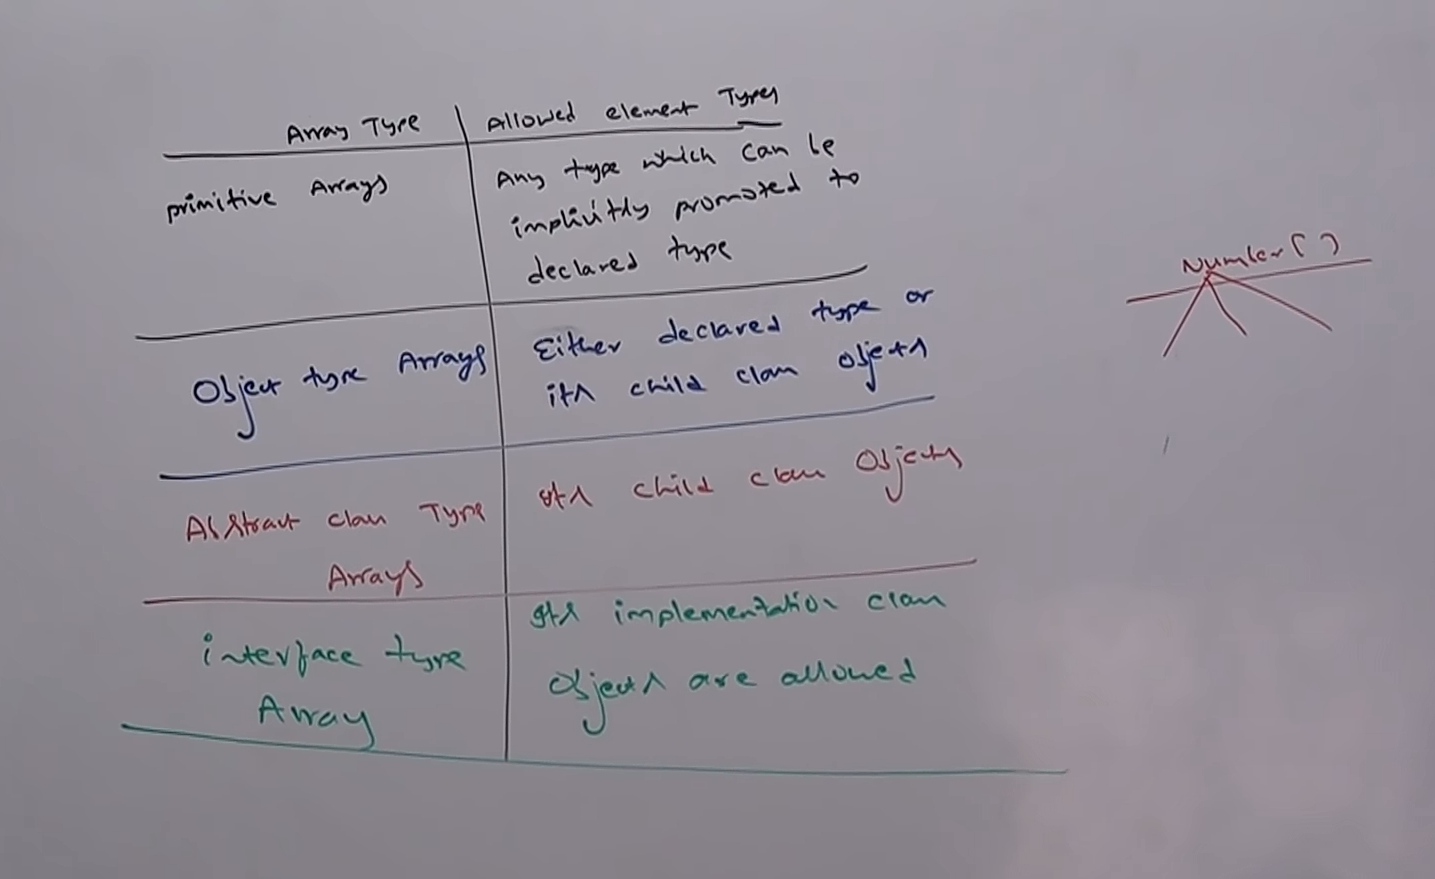 Array Type
Allowed element Types
primitive Arrays
Any type which can be
implicitly promoted to
declared type
Object type Arrays
Either declared type or
its child class objects
Abstract class Type
Arrays
Its child class Objects
interface type
Array
Its implementation class
Objects are allowed
Number[ ]